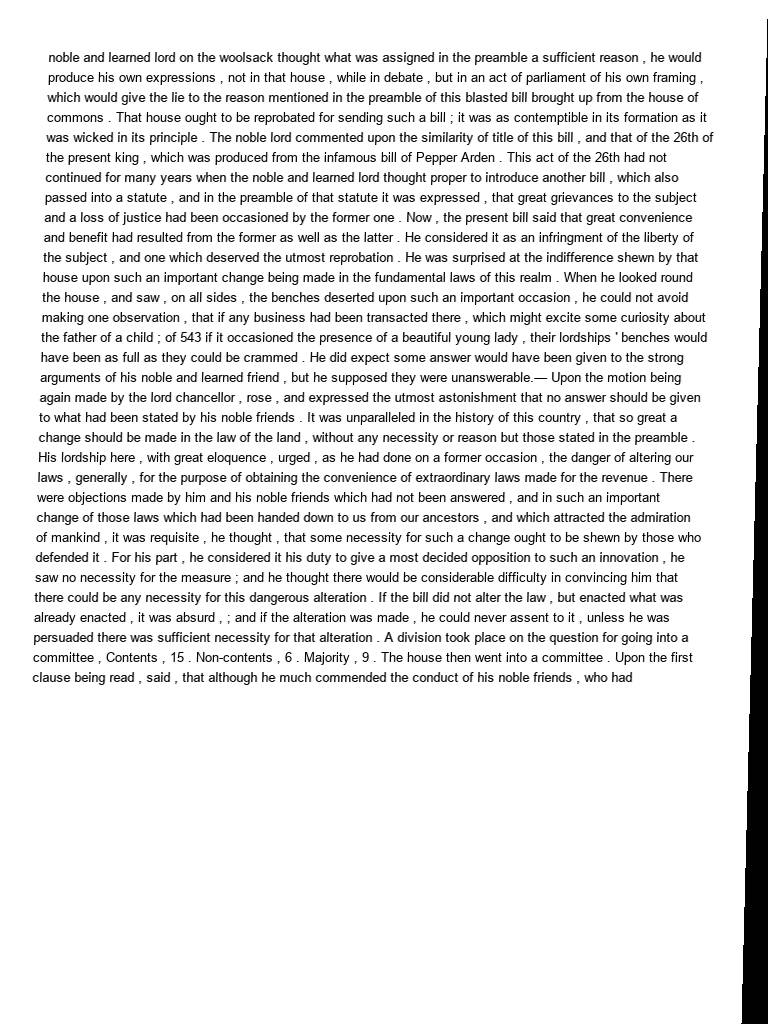 noble and learned lord on the woolsack thought what was assigned in the preamble a sufficient reason , he would
produce his own expressions , not in that house , while in debate , but in an act of parliament of his own framing ,
which would give the lie to the reason mentioned in the preamble of this blasted bill brought up from the house of
commons . That house ought to be reprobated for sending such a bill ; it was as contemptible in its formation as it
was wicked in its principle . The noble lord commented upon the similarity of title of this bill , and that of the 26th of
the present king , which was produced from the infamous bill of Pepper Arden . This act of the 26th had not
continued for many years when the noble and learned lord thought proper to introduce another bill , which also
passed into a statute , and in the preamble of that statute it was expressed , that great grievances to the subject
and a loss of justice had been occasioned by the former one . Now , the present bill said that great convenience
and benefit had resulted from the former as well as the latter . He considered it as an infringment of the liberty of
the subject , and one which deserved the utmost reprobation . He was surprised at the indifference shewn by that
house upon such an important change being made in the fundamental laws of this realm . When he looked round
the house , and saw , on all sides , the benches deserted upon such an important occasion , he could not avoid
making one observation , that if any business had been transacted there , which might excite some curiosity about
the father of a child ; of 543 if it occasioned the presence of a beautiful young lady , their lordships ' benches would
have been as full as they could be crammed . He did expect some answer would have been given to the strong
arguments of his noble and learned friend , but he supposed they were unanswerable.— Upon the motion being
again made by the lord chancellor , rose , and expressed the utmost astonishment that no answer should be given
to what had been stated by his noble friends . It was unparalleled in the history of this country , that so great a
change should be made in the law of the land , without any necessity or reason but those stated in the preamble .
His lordship here , with great eloquence , urged , as he had done on a former occasion , the danger of altering our
laws , generally , for the purpose of obtaining the convenience of extraordinary laws made for the revenue . There
were objections made by him and his noble friends which had not been answered , and in such an important
change of those laws which had been handed down to us from our ancestors , and which attracted the admiration
of mankind , it was requisite , he thought , that some necessity for such a change ought to be shewn by those who
defended it . For his part , he considered it his duty to give a most decided opposition to such an innovation , he
saw no necessity for the measure ; and he thought there would be considerable difficulty in convincing him that
there could be any necessity for this dangerous alteration . If the bill did not alter the law , but enacted what was
already enacted , it was absurd , ; and if the alteration was made , he could never assent to it , unless he was
persuaded there was sufficient necessity for that alteration . A division took place on the question for going into a
committee , Contents , 15 . Non-contents , 6 . Majority , 9 . The house then went into a committee . Upon the first
clause being read , said , that although he much commended the conduct of his noble friends , who had